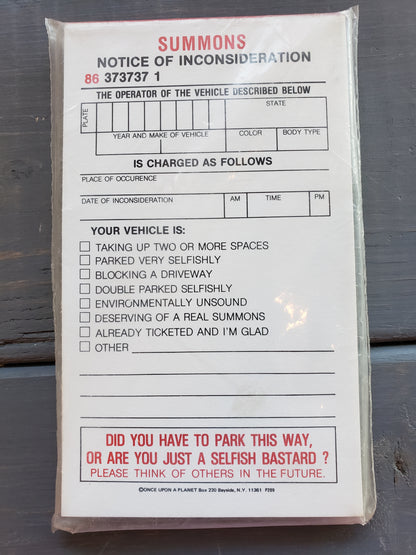 SUMMONS
NOTICE OF INCONSIDERATION
86 373737 1
THE OPERATOR OF THE VEHICLE DESCRIBED BELOW
PLATE
STATE
YEAR AND MAKE OF VEHICLE
COLOR
BODY TYPE
IS CHARGED AS FOLLOWS
PLACE OF OCCURENCE
DATE OF INCONSIDERATION
AM
TIME
PM
YOUR VEHICLE IS:
TAKING UP TWO OR MORE SPACES
PARKED VERY SELFISHLY
BLOCKING A DRIVEWAY
DOUBLE PARKED SELFISHLY
ENVIRONMENTALLY UNSOUND
DESERVING OF A REAL SUMMONS
ALREADY TICKETED AND I'M GLAD
OTHER
DID YOU HAVE TO PARK THIS WAY,
OR ARE YOU JUST A SELFISH BASTARD ?
PLEASE THINK OF OTHERS IN THE FUTURE.
©ONCE UPON A PLANET Box 220 Bayside, N.Y. 11361